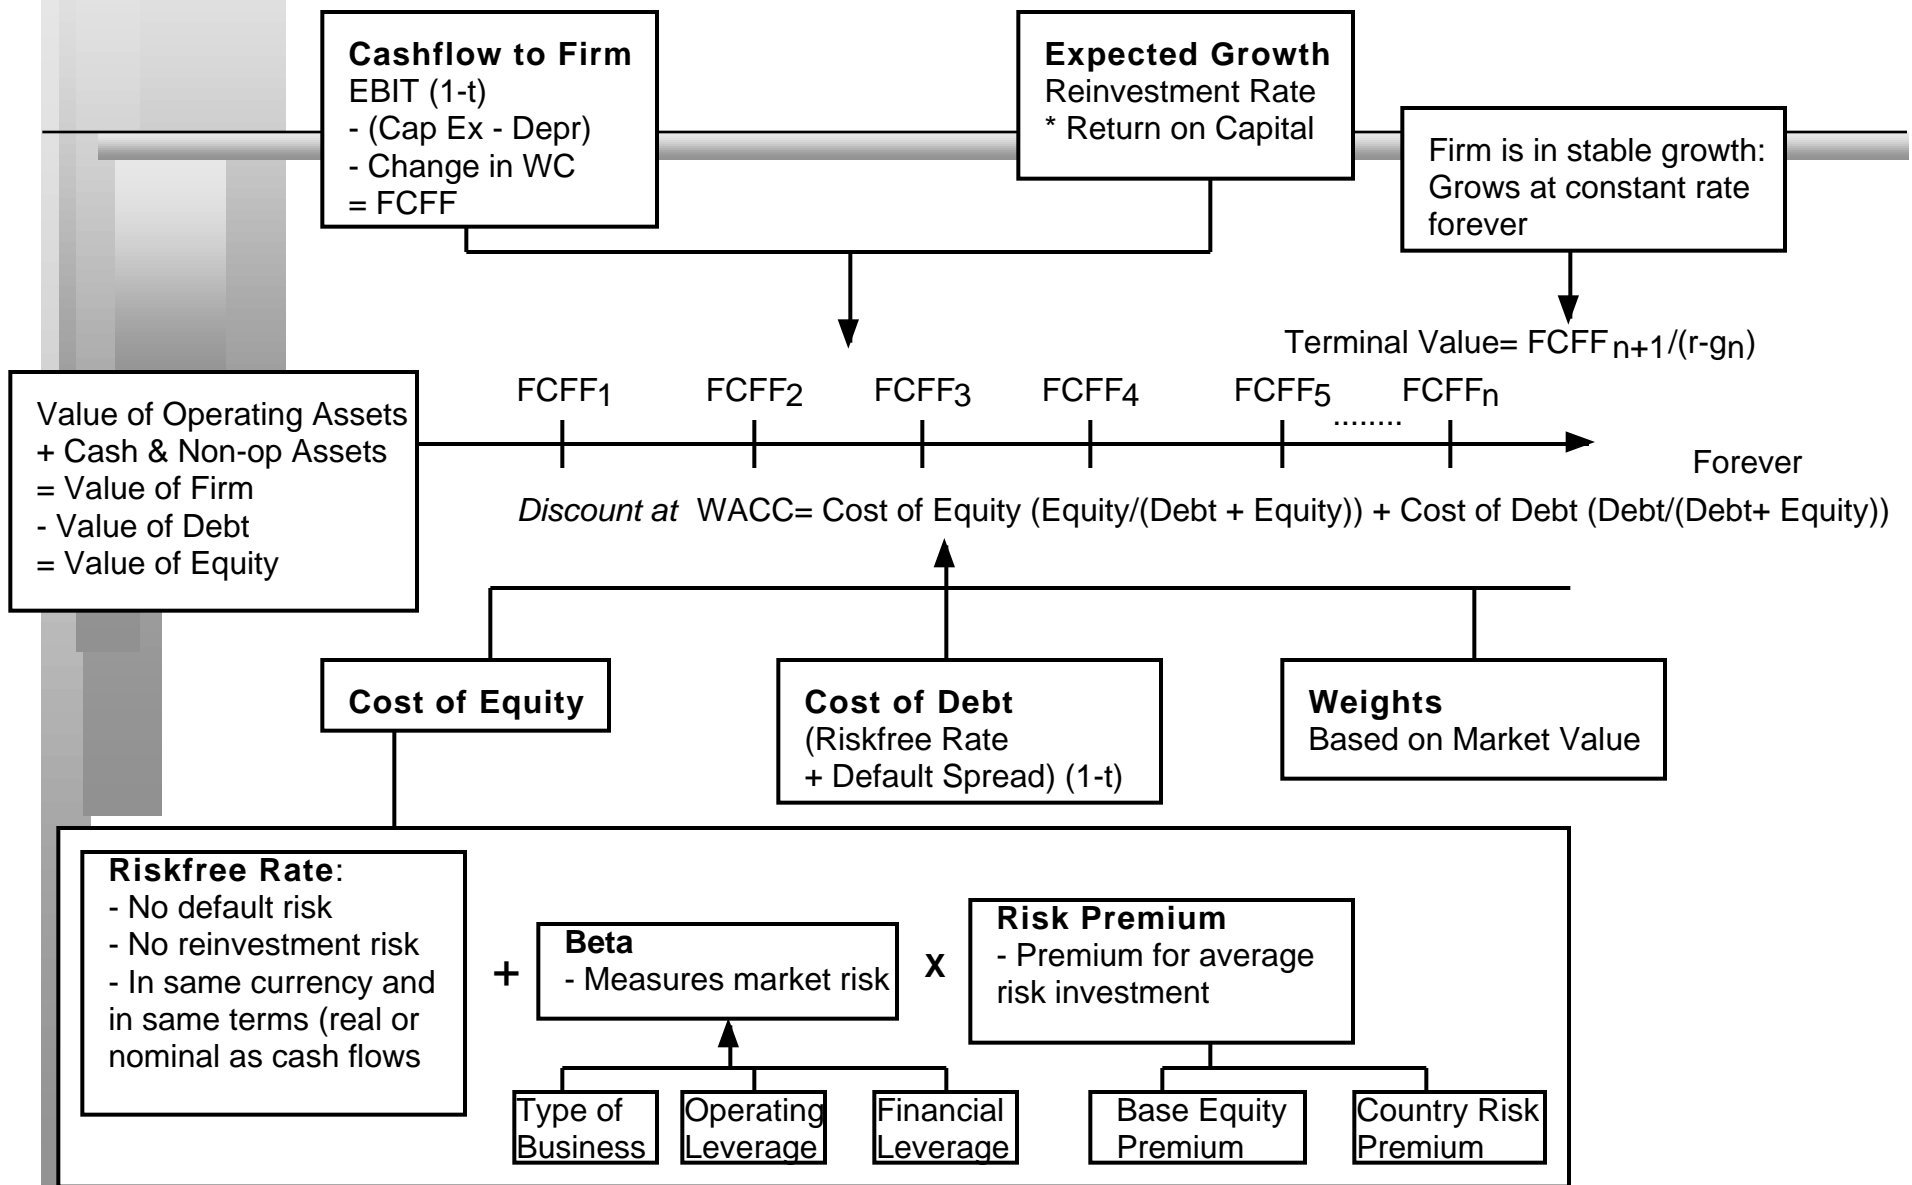 Cashflow to Firm
EBIT (1-t)
- (Cap Ex - Depr)
- Change in WC
= FCFF
Expected Growth
Reinvestment Rate
* Return on Capital
Firm is in stable growth:
Grows at constant rate
forever
Terminal Value= FCFFn+1/(r-gn)
FCFF1 FCFF2 FCFF3 FCFF4 FCFF5 ........ FCFFn
Forever
Value of Operating Assets
+ Cash & Non-op Assets
= Value of Firm
- Value of Debt
= Value of Equity
Discount at WACC= Cost of Equity (Equity/(Debt + Equity)) + Cost of Debt (Debt/(Debt+ Equity))
Cost of Equity
Cost of Debt
(Riskfree Rate
+ Default Spread) (1-t)
Weights
Based on Market Value
Riskfree Rate:
- No default risk
- No reinvestment risk
- In same currency and
in same terms (real or
nominal as cash flows
+
Beta
- Measures market risk
X
Risk Premium
- Premium for average
risk investment
Type of
Business
Operating
Leverage
Financial
Leverage
Base Equity
Premium
Country Risk
Premium